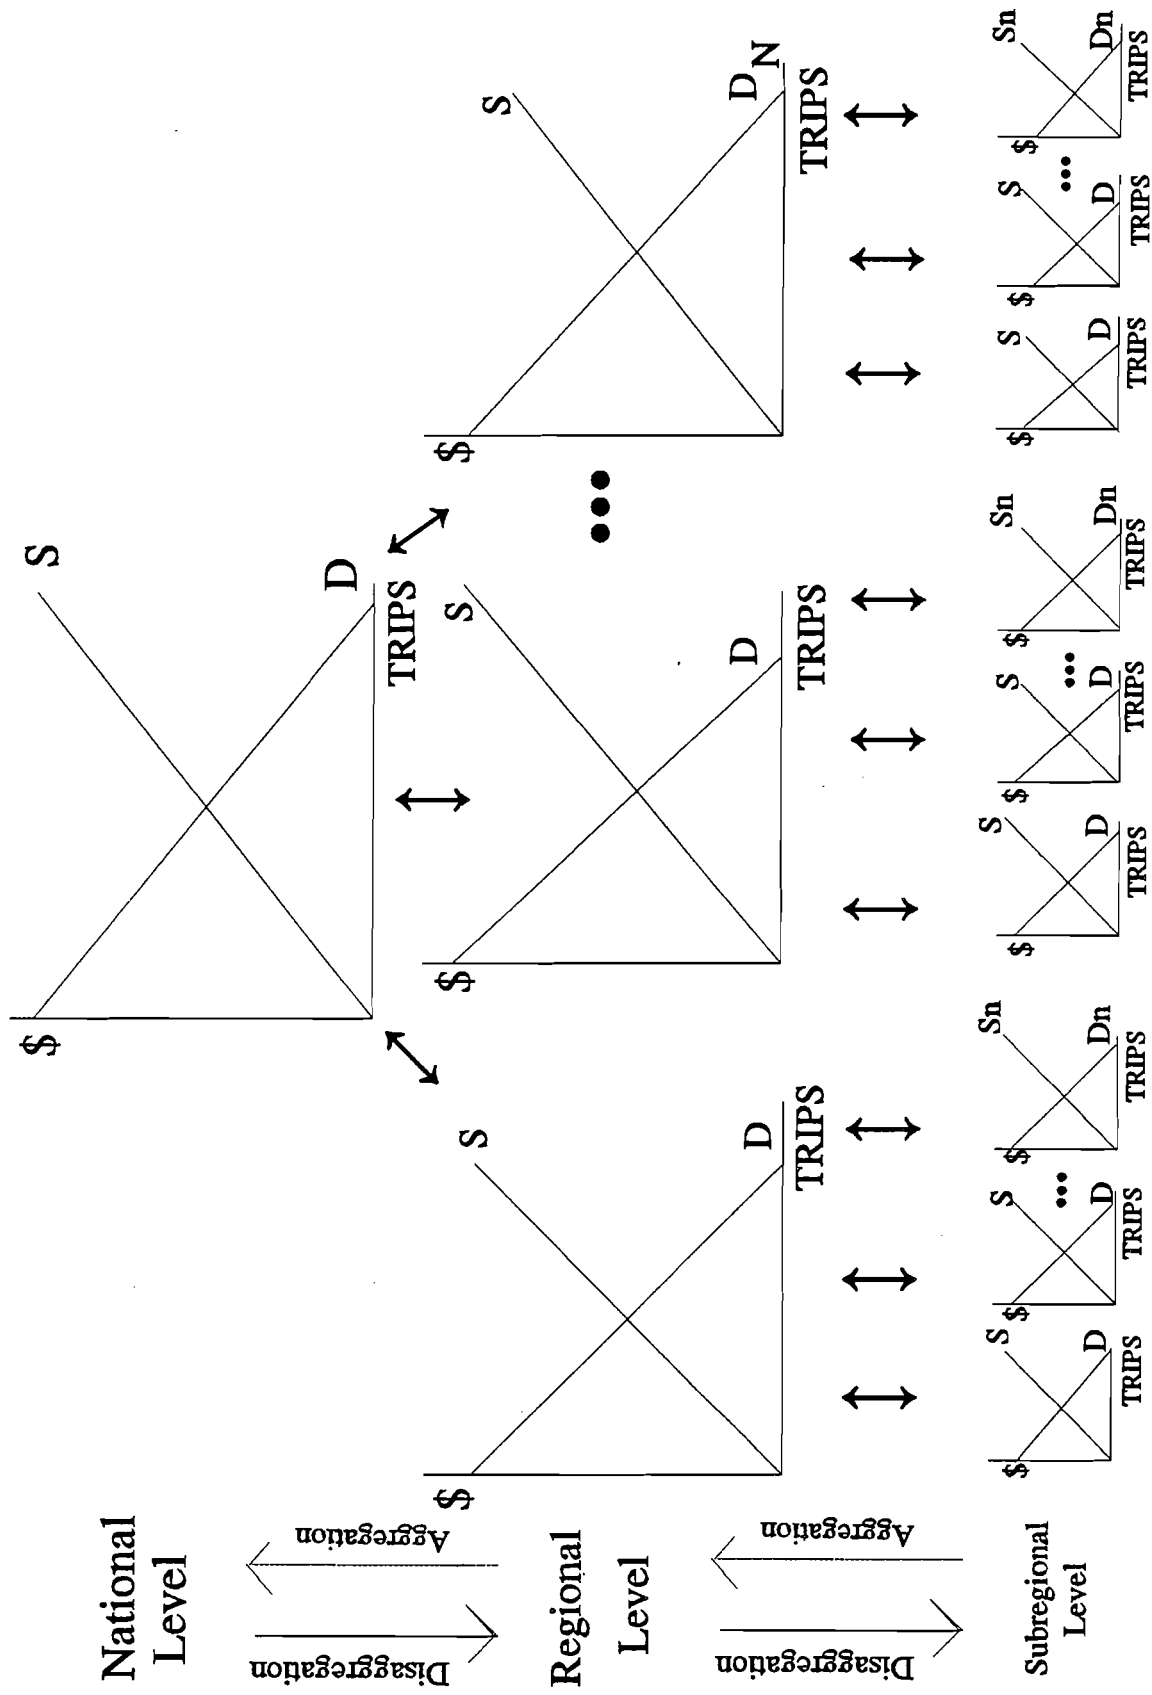 National
Level
$
S
D
TRIPS
Disaggregation
Aggregation
Regional
Level
$
S
D
TRIPS
$
S
D
TRIPS
$
S
DN
TRIPS
Disaggregation
Aggregation
Subregional
Level
$
S
D
TRIPS
$
S
D
TRIPS
$
Sn
Dn
TRIPS
$
S
D
TRIPS
$
S
D
TRIPS
$
Sn
Dn
TRIPS
$
S
D
TRIPS
$
S
D
TRIPS
$
Sn
Dn
TRIPS